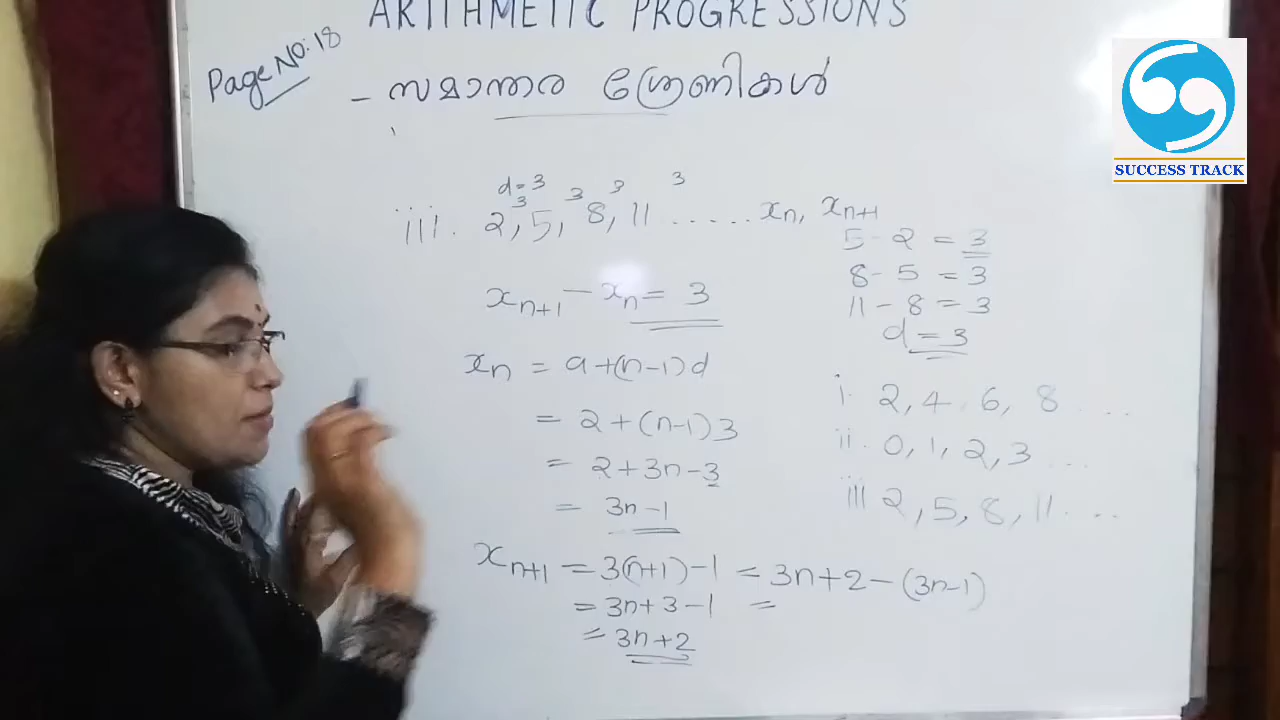 ARITHMETIC PROGRESSIONS
Page No: 18
- സമാന്തര ശ്രേണികൾ
SUCCESS TRACK
d = 3
3 3 3 3
iii. 2, 5, 8, 11 ...... xₙ, xₙ₊₁
5 - 2 = 3
8 - 5 = 3
11 - 8 = 3
d = 3
xₙ₊₁ - xₙ = 3
xₙ = a + (n-1)d
= 2 + (n-1)3
= 2 + 3n - 3
= 3n - 1
i. 2, 4, 6, 8 ....
ii. 0, 1, 2, 3 ...
iii 2, 5, 8, 11 ...
xₙ₊₁ = 3(n+1) - 1 = 3n + 2 - (3n-1)
= 3n + 3 - 1 =
= 3n + 2